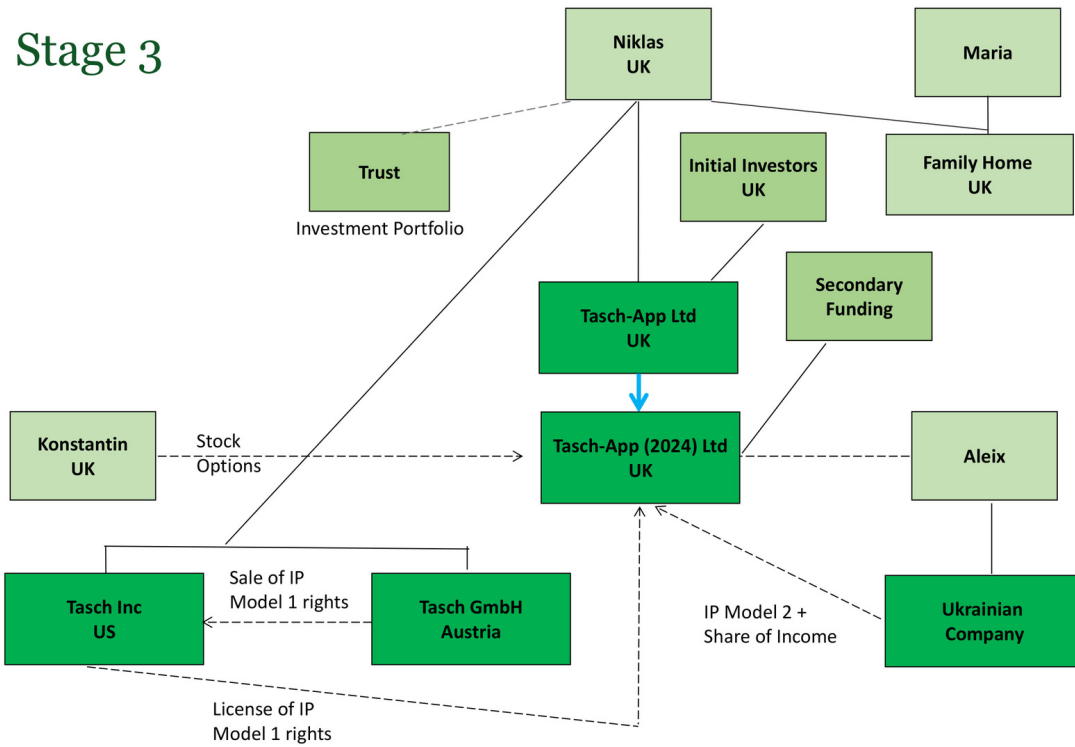 Stage 3
Niklas
UK
Maria
Trust
Investment Portfolio
Initial Investors
UK
Family Home
UK
Secondary
Funding
Tasch-App Ltd
UK
Konstantin
UK
Stock
Options
Tasch-App (2024) Ltd
UK
Aleix
Tasch Inc
US
Sale of IP
Model 1 rights
Tasch GmbH
Austria
IP Model 2 +
Share of Income
Ukrainian
Company
License of IP
Model 1 rights